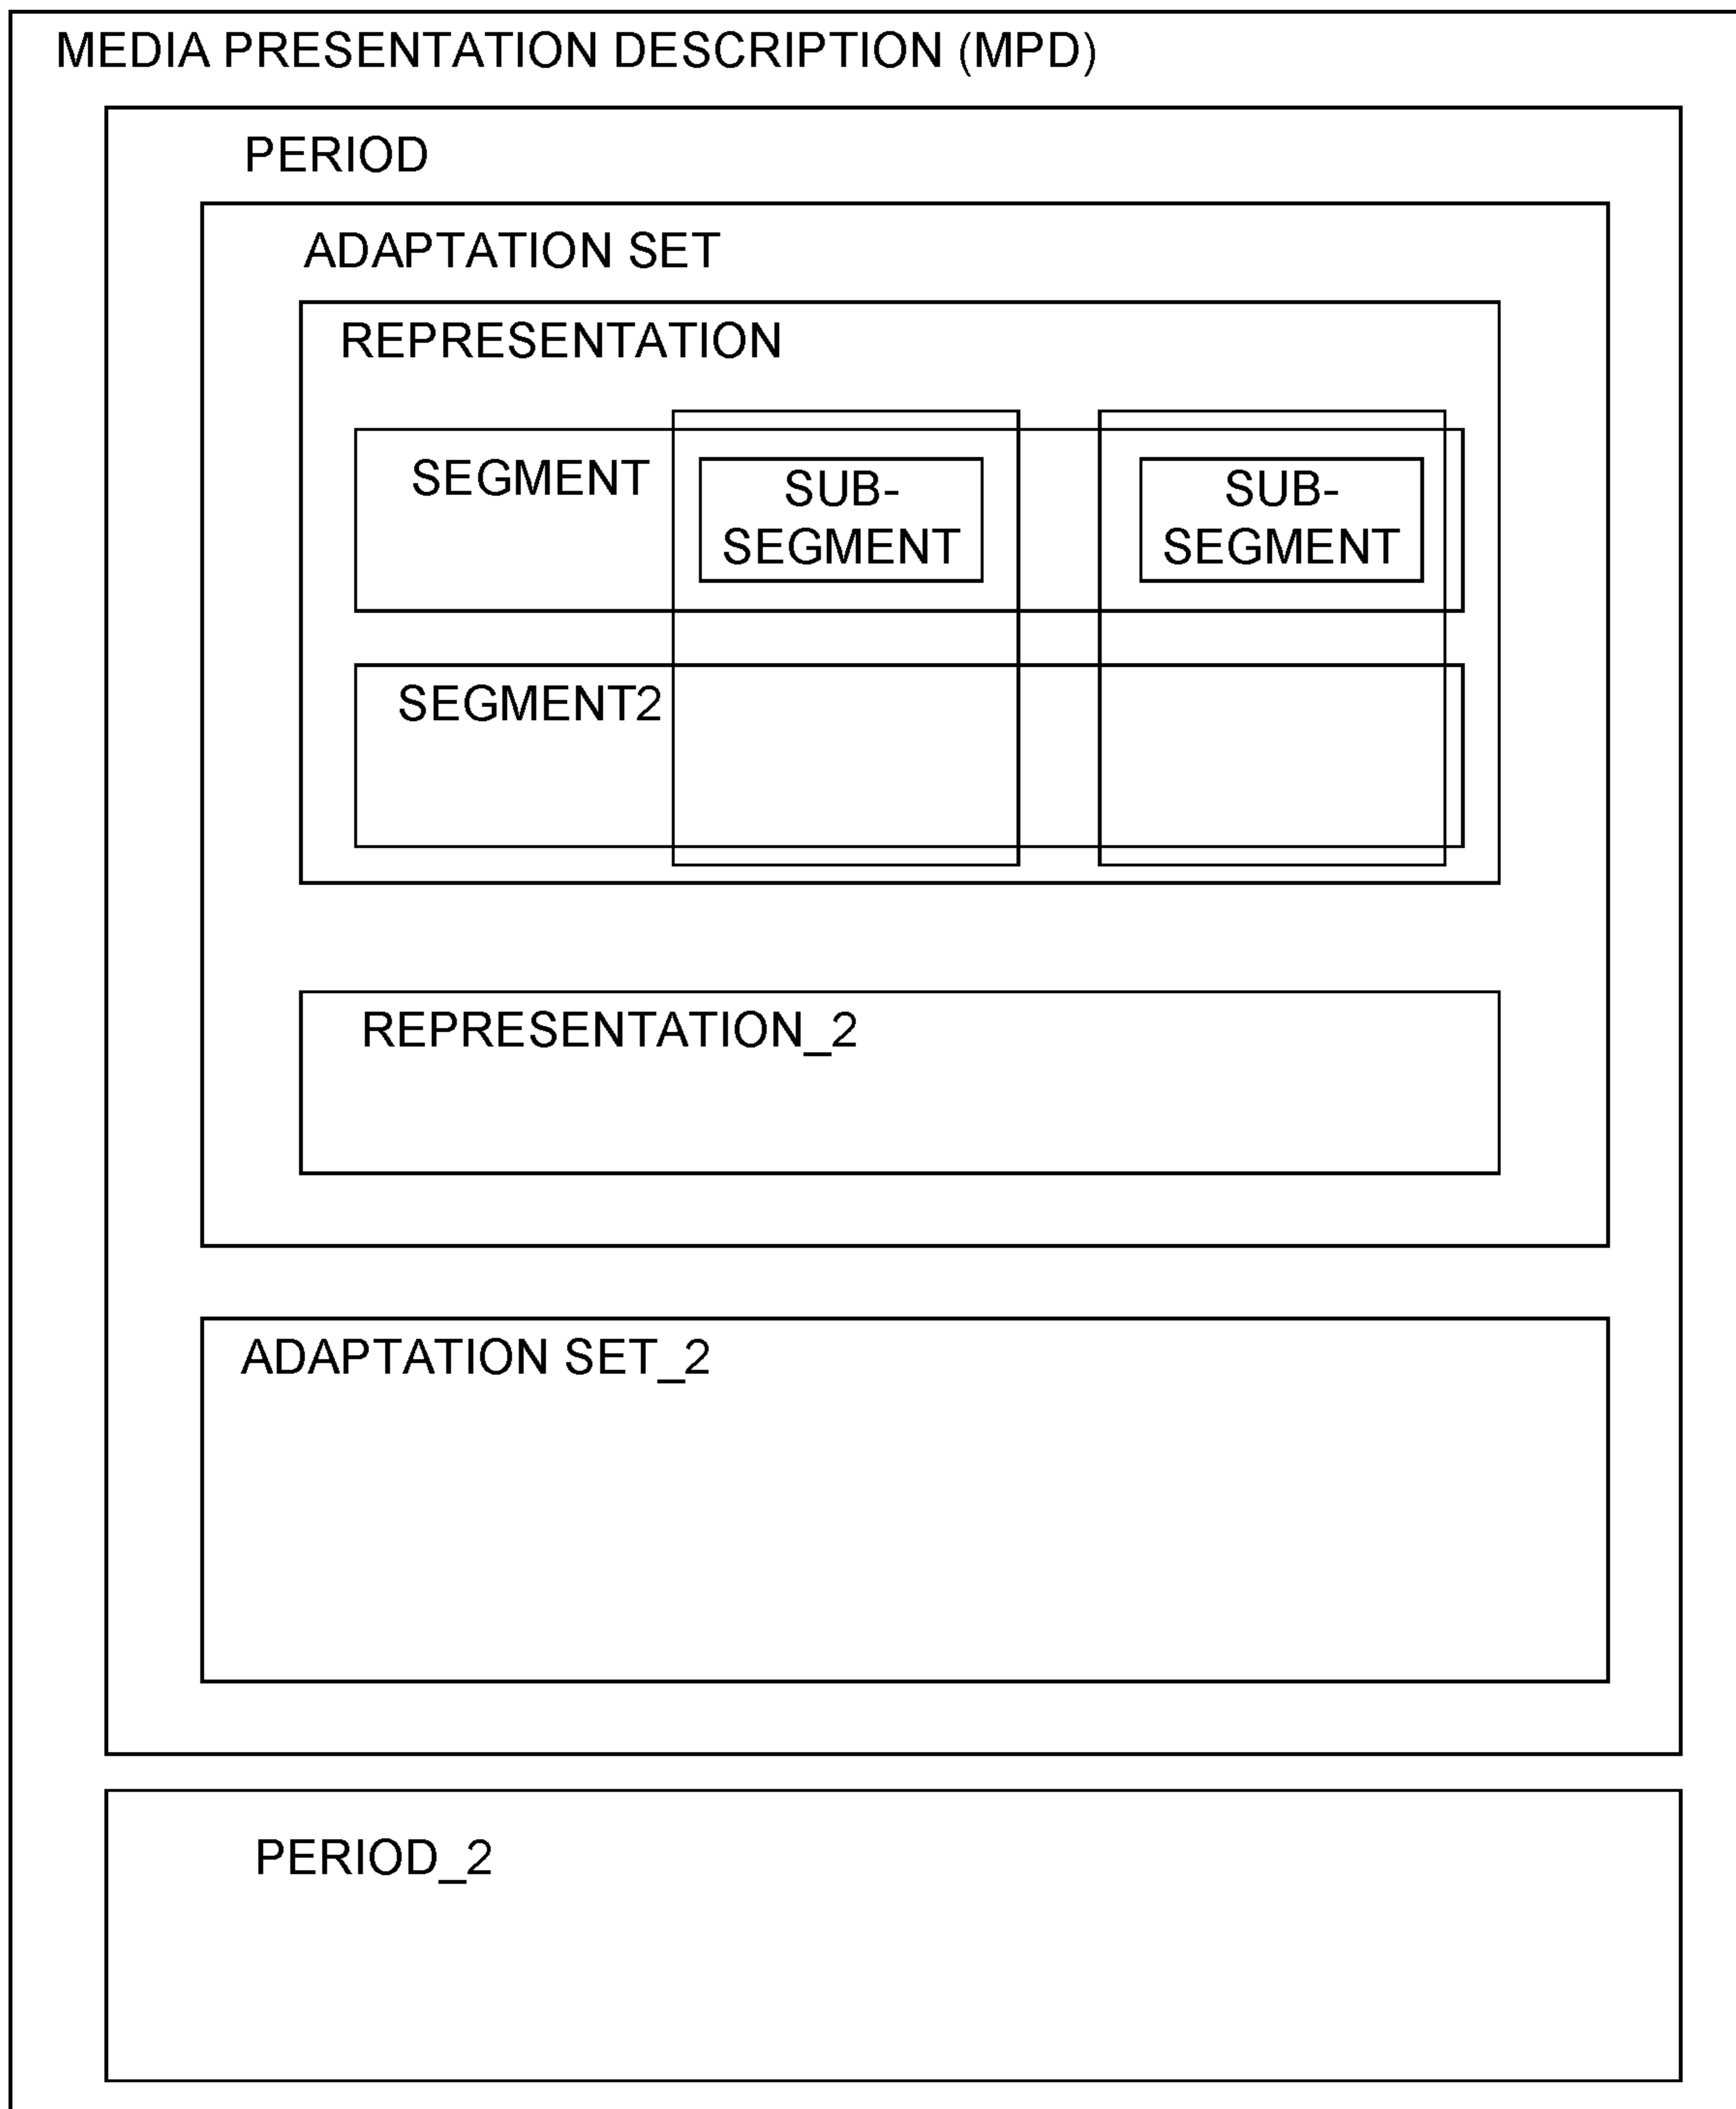 MEDIA PRESENTATION DESCRIPTION (MPD)
PERIOD
ADAPTATION SET
REPRESENTATION
SEGMENT
SUB-
SEGMENT
SUB-
SEGMENT
SEGMENT2
REPRESENTATION_2
ADAPTATION SET_2
PERIOD_2